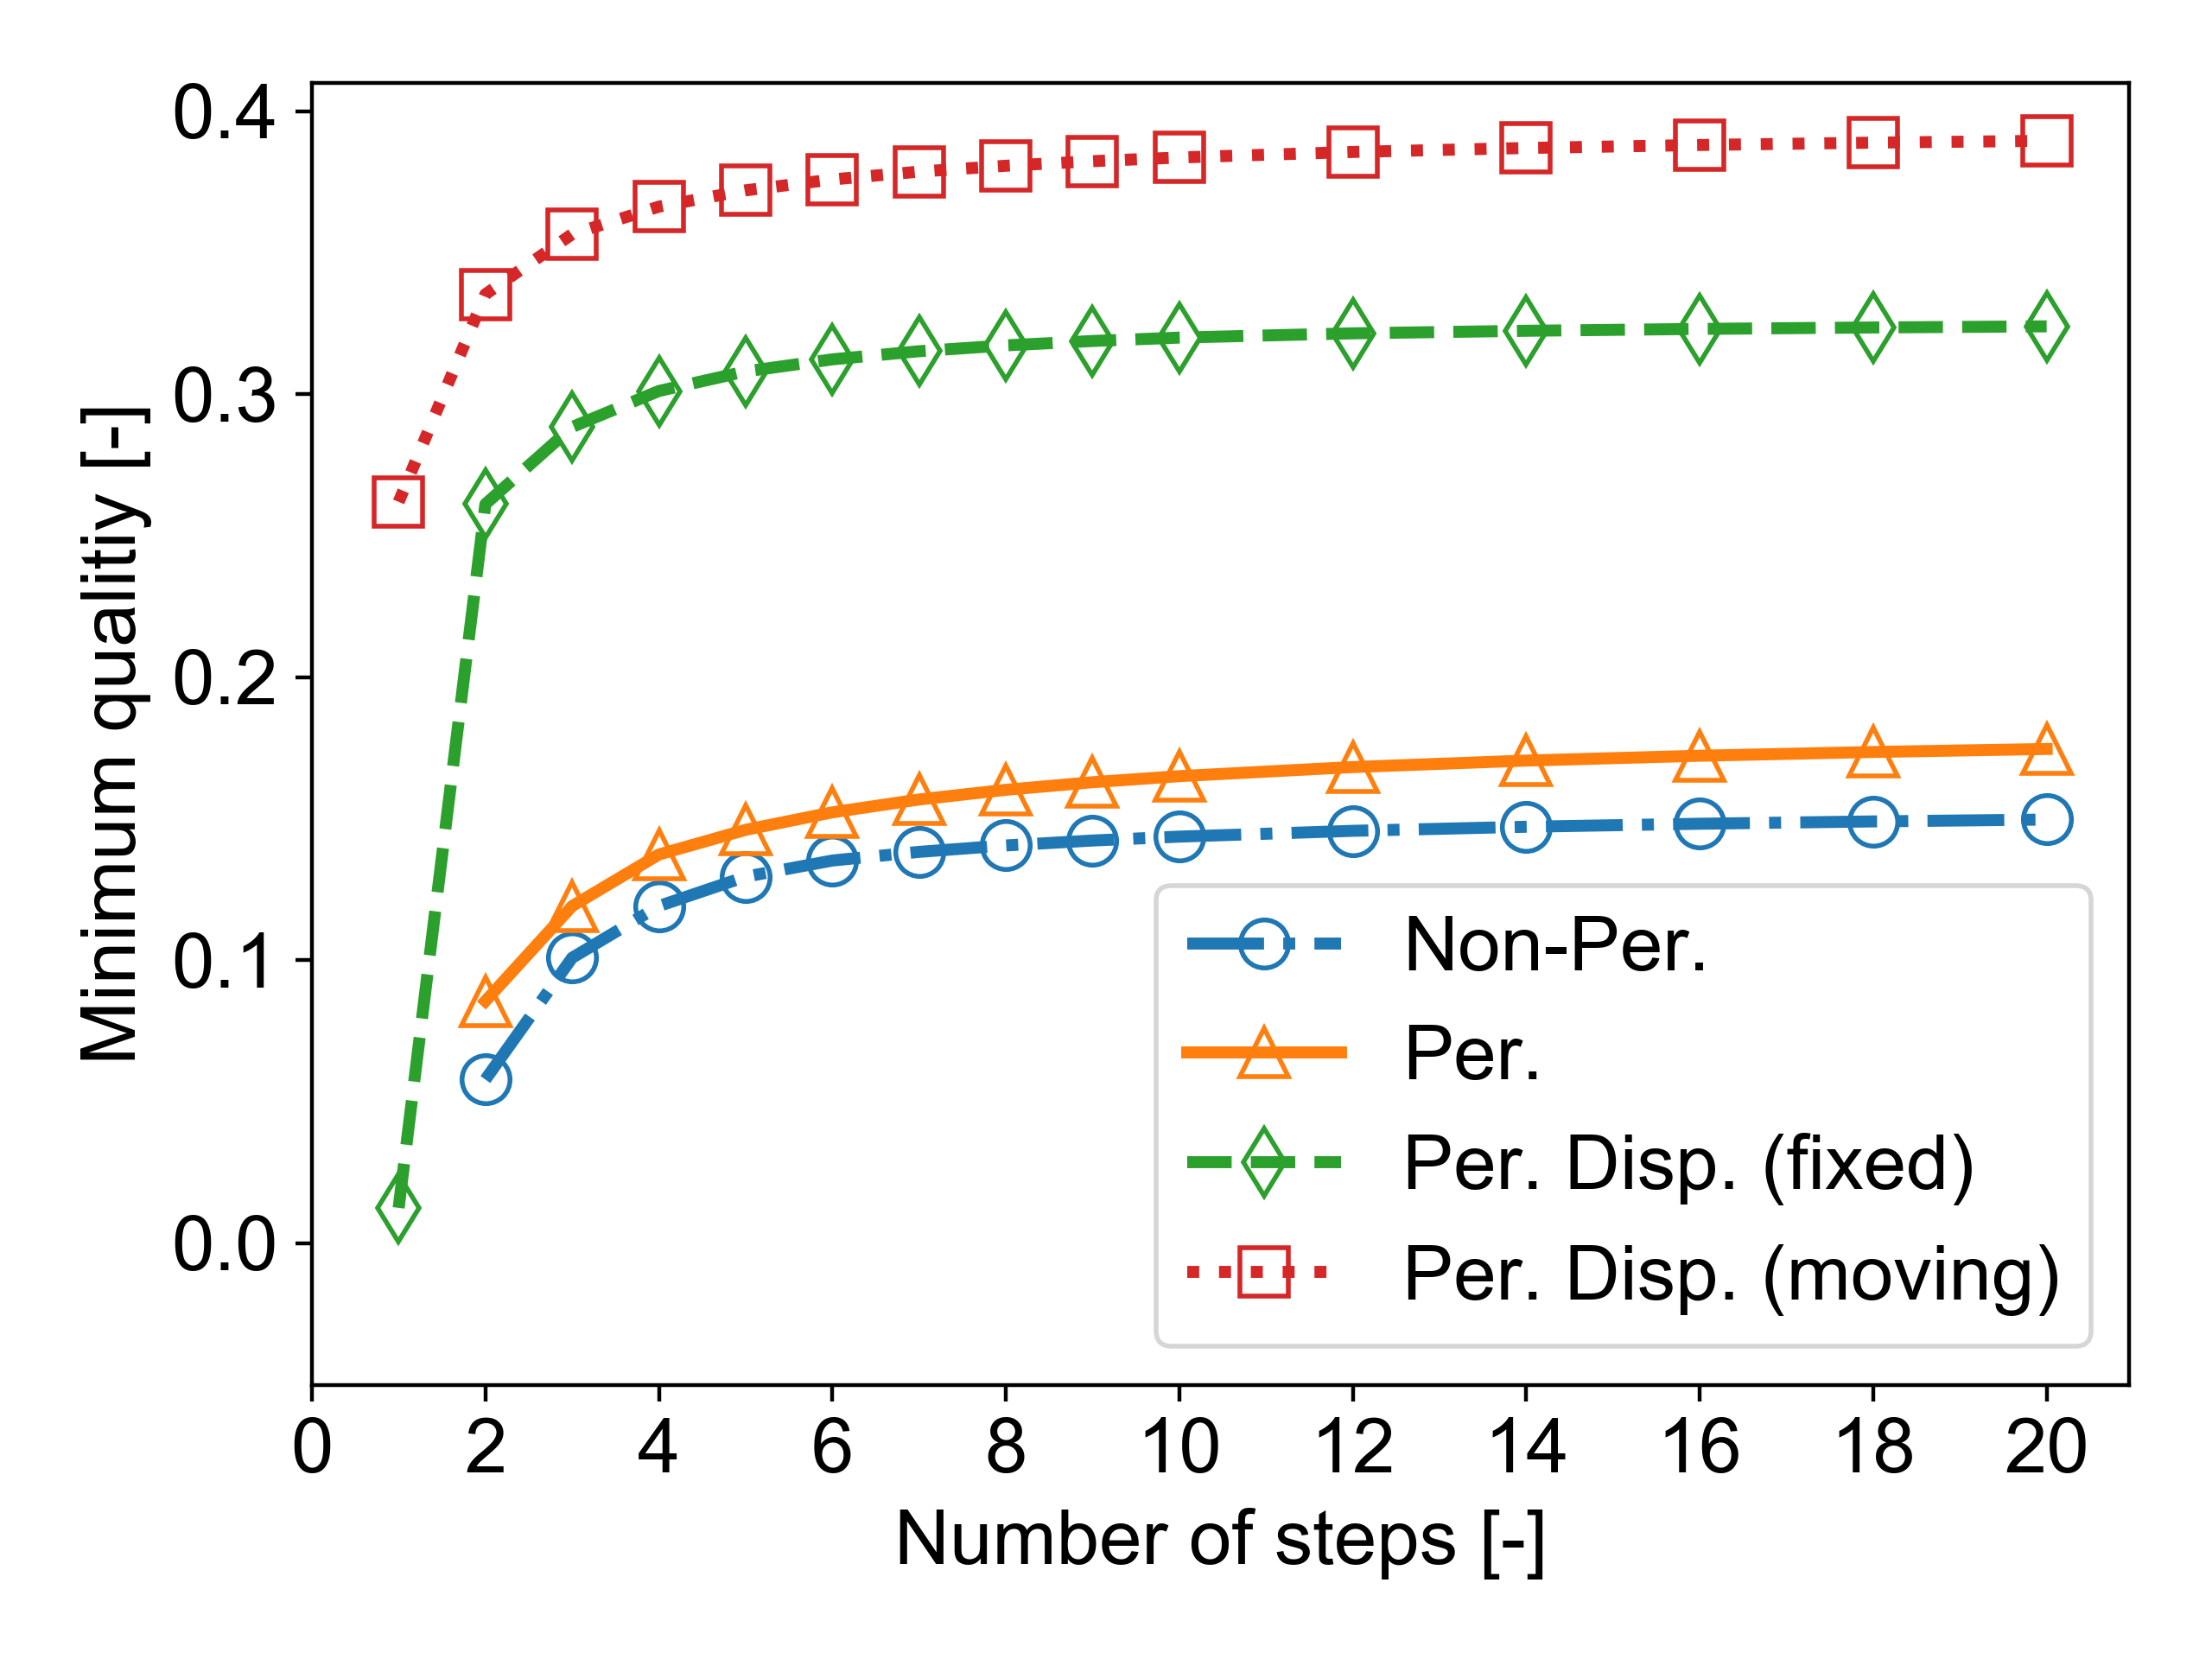 0.4
0.3
0.2
0.1
0.0
Minimum qualitiy [-]
Non-Per.
Per.
Per. Disp. (fixed)
Per. Disp. (moving)
0 2 4 6 8 10 12 14 16 18 20
Number of steps [-]